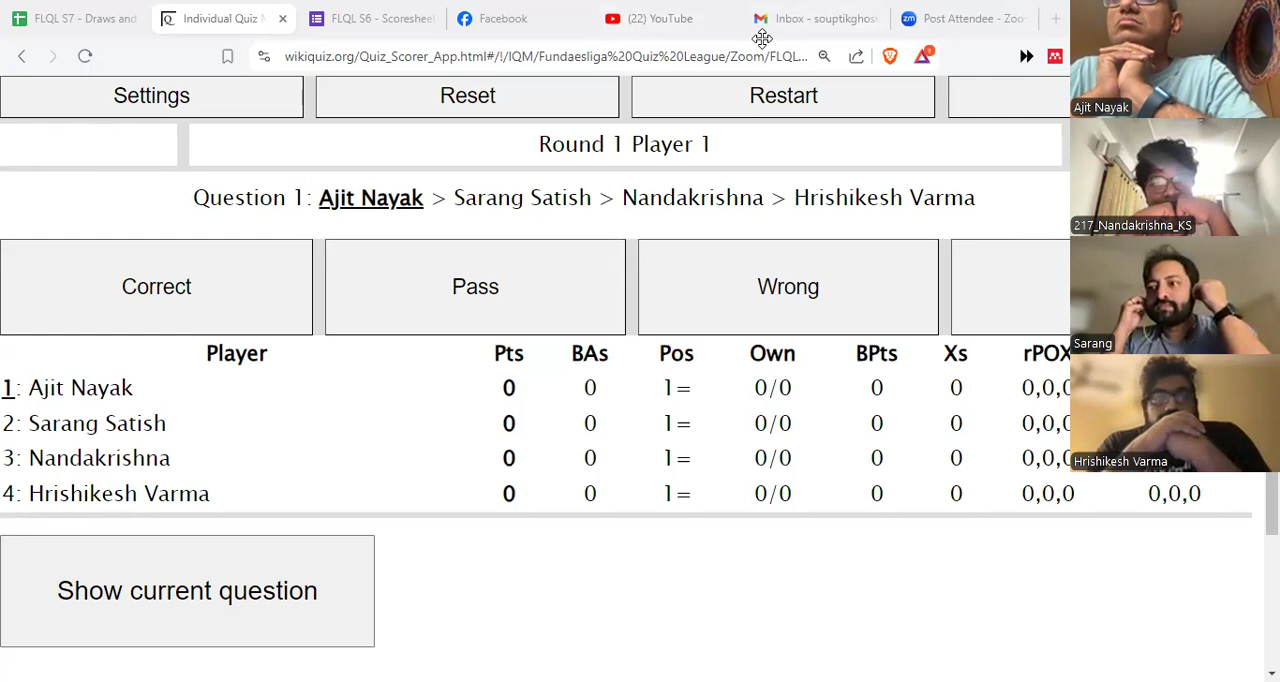 FLQL S7 - Draws and
Individual Quiz
FLQL S6 - Scoresheet
Facebook
(22) YouTube
Inbox - souptikghos
Post Attendee - Zoo
wikiquiz.org/Quiz_Scorer_App.html#/!/IQM/Fundaesliga%20Quiz%20League/Zoom/FLQL...
Settings Reset Restart
Round 1 Player 1
Question 1: Ajit Nayak > Sarang Satish > Nandakrishna > Hrishikesh Varma
Correct Pass Wrong
Player Pts BAs Pos Own BPts Xs rPOX
1: Ajit Nayak 0 0 1= 0/0 0 0 0,0,0
2: Sarang Satish 0 0 1= 0/0 0 0 0,0,0
3: Nandakrishna 0 0 1= 0/0 0 0 0,0,0
4: Hrishikesh Varma 0 0 1= 0/0 0 0 0,0,0 0,0,0
Show current question
Ajit Nayak
217_Nandakrishna_KS
Sarang
Hrishikesh Varma